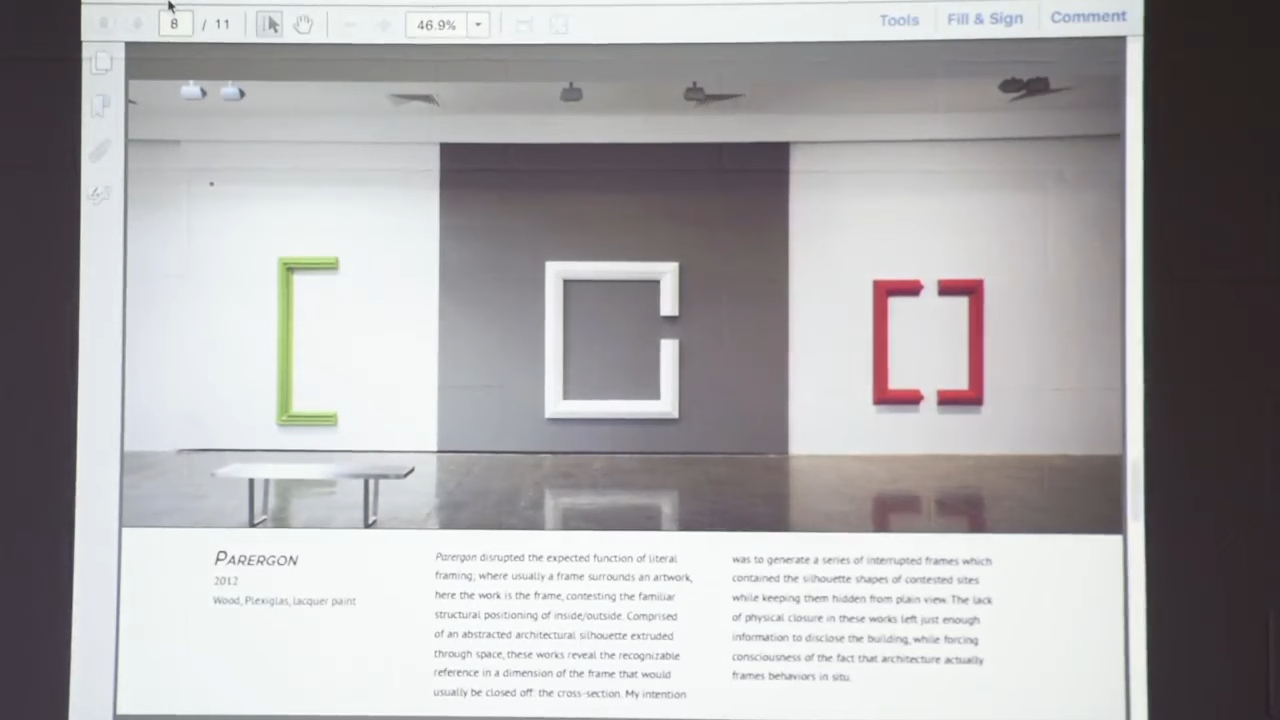 8 / 11 46.9% Tools Fill & Sign Comment
PARERGON
2012
Wood, Plexiglas, lacquer paint
Parergon disrupted the expected function of literal
framing; where usually a frame surrounds an artwork,
here the work is the frame, contesting the familiar
structural positioning of inside/outside. Comprised
of an abstracted architectural silhouette extruded
through space, these works reveal the recognizable
reference in a dimension of the frame that would
usually be closed off: the cross-section. My intention
was to generate a series of interrupted frames which
contained the silhouette shapes of contested sites
while keeping them hidden from plain view. The lack
of physical closure in these works left just enough
information to disclose the building, while forcing
consciousness of the fact that architecture actually
frames behaviors in situ.